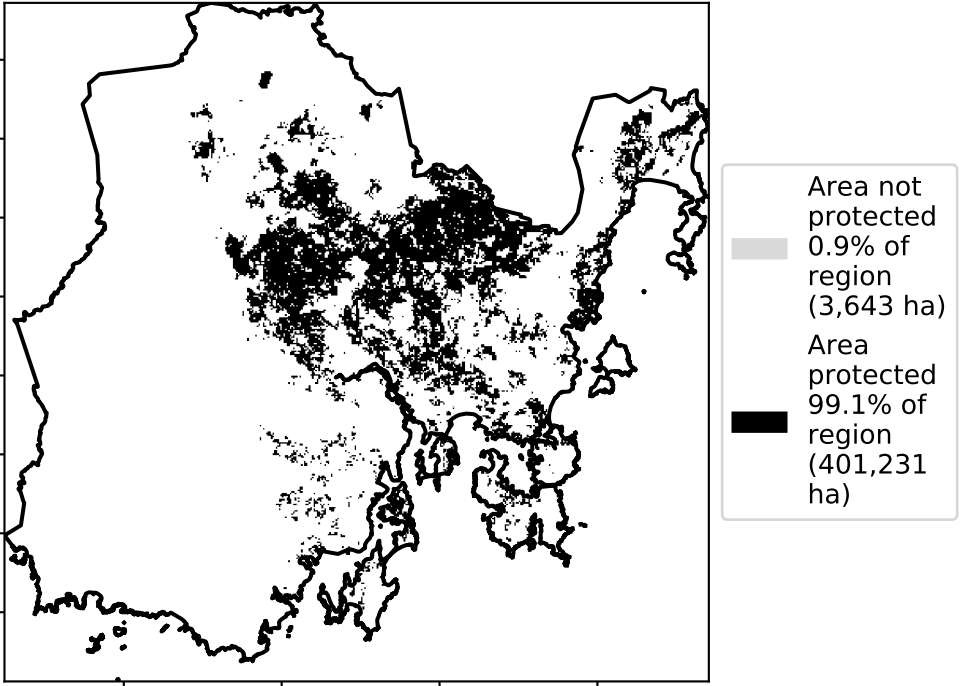 Area not
protected
0.9% of
region
(3,643 ha)
Area
protected
99.1% of
region
(401,231
ha)